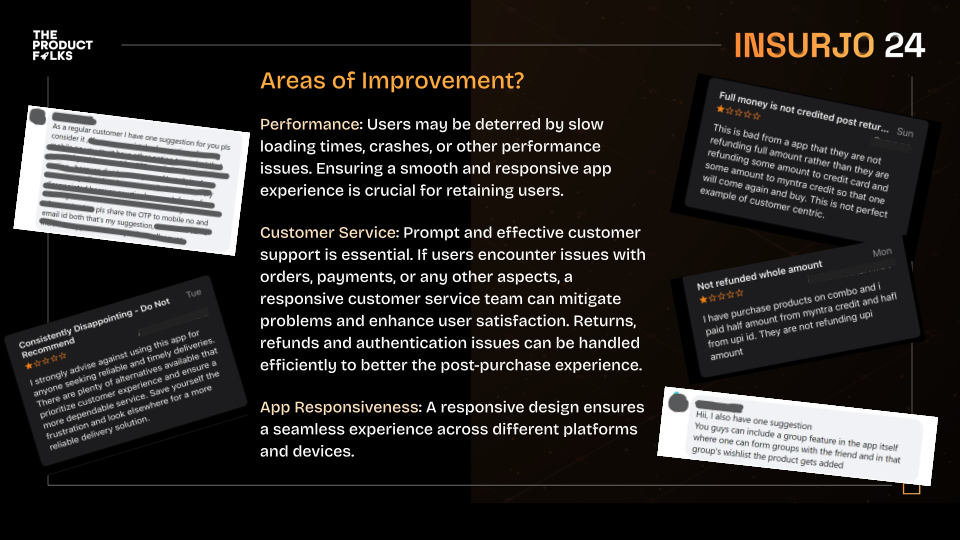 THE
PRODUCT
FOLKS
INSURJO 24
Areas of Improvement?
Performance: Users may be deterred by slow
loading times, crashes, or other performance
issues. Ensuring a smooth and responsive app
experience is crucial for retaining users.
Customer Service: Prompt and effective customer
support is essential. If users encounter issues with
orders, payments, or any other aspects, a
responsive customer service team can mitigate
problems and enhance user satisfaction. Returns,
refunds and authentication issues can be handled
efficiently to better the post-purchase experience.
App Responsiveness: A responsive design ensures
a seamless experience across different platforms
and devices.
As a regular customer I have one suggestion for you pls
consider it
pls share the OTP to mobile no and
email id both that's my suggestion
Tue
Consistently Disappointing - Do Not
Recommend
I strongly advise against using this app for
anyone seeking reliable and timely deliveries.
There are plenty of alternatives available that
prioritize customer experience and ensure a
more dependable service. Save yourself the
frustration and look elsewhere for a more
reliable delivery solution.
Full money is not credited post retur... Sun
This is bad from a app that they are not
refunding full amount rather than they are
refunding some amount to credit card and
some amount to myntra credit so that one
will come again and buy. This is not perfect
example of customer centric.
Not refunded whole amount Mon
I have purchase products on combo and i
paid half amount from myntra credit and hafl
from upi id. They are not refunding upi
amount
Hii, I also have one suggestion
You guys can include a group feature in the app itself
where one can form groups with the friend and in that
group's wishlist the product gets added